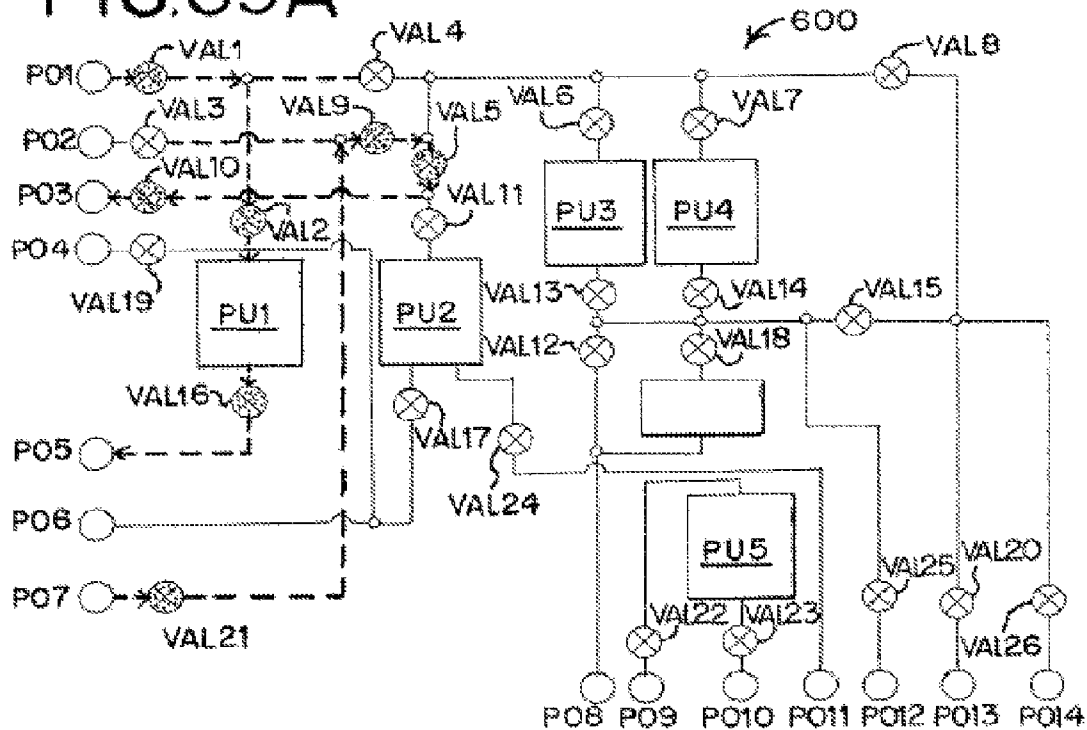 FIG.69A
600
VAL1
VAL4
VAL8
PO1
VAL3
VAL9
VAL5
VAL6
VAL7
PO2
VAL10
PO3
VAL11
PU3
PU4
VAL2
PO4
VAL19
PU1
PU2
VAL13
VAL14
VAL15
VAL12
VAL18
VAL16
VAL17
PO5
VAL24
PO6
PU5
VAL25
VAL20
PO7
VAL21
VAL22
VAL23
VAL26
PO8 PO9 PO10 PO11 PO12 PO13 PO14